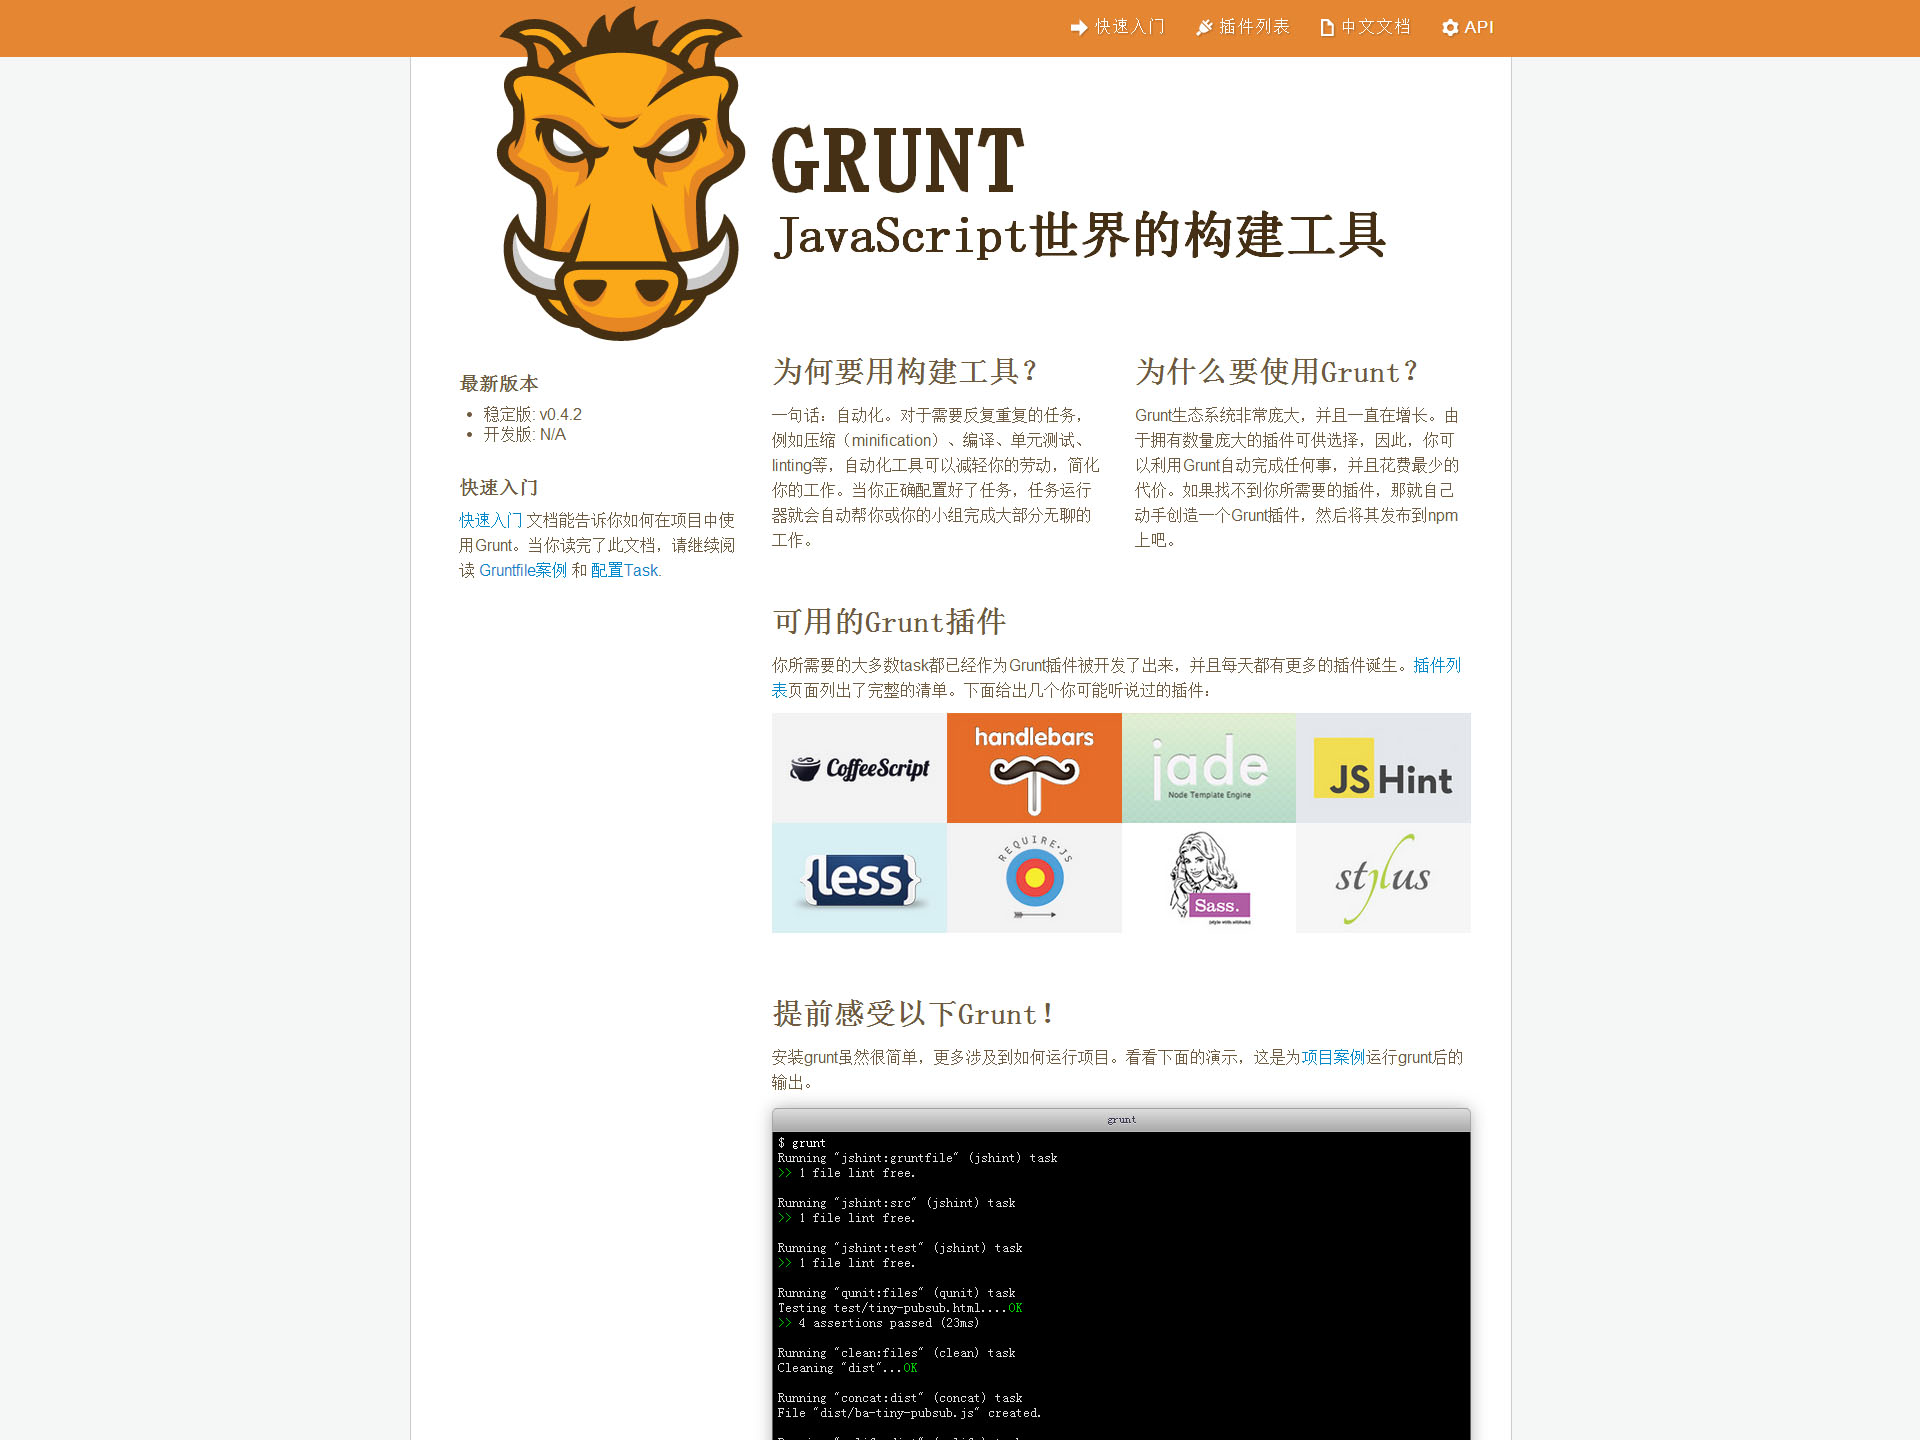 快速入门
插件列表
中文文档
API
GRUNT
JavaScript世界的构建工具
最新版本
稳定版: v0.4.2
开发版: N/A
快速入门
快速入门 文档能告诉你如何在项目中使
用Grunt。当你读完了此文档，请继续阅
读 Gruntfile案例 和 配置Task.
为何要用构建工具？
一句话：自动化。对于需要反复重复的任务，
例如压缩（minification）、编译、单元测试、
linting等，自动化工具可以减轻你的劳动，简化
你的工作。当你正确配置好了任务，任务运行
器就会自动帮你或你的小组完成大部分无聊的
工作。
为什么要使用Grunt？
Grunt生态系统非常庞大，并且一直在增长。由
于拥有数量庞大的插件可供选择，因此，你可
以利用Grunt自动完成任何事，并且花费最少的
代价。如果找不到你所需要的插件，那就自己
动手创造一个Grunt插件，然后将其发布到npm
上吧。
可用的Grunt插件
你所需要的大多数task都已经作为Grunt插件被开发了出来，并且每天都有更多的插件诞生。插件列
表页面列出了完整的清单。下面给出几个你可能听说过的插件：
CoffeeScript
handlebars
jade
Node Template Engine
JSHint
{less}
REQUIRE.JS
Sass.
(style with attitude)
stylus
提前感受以下Grunt！
安装grunt虽然很简单，更多涉及到如何运行项目。看看下面的演示，这是为项目案例运行grunt后的
输出。
grunt
$ grunt
Running "jshint:gruntfile" (jshint) task
>> 1 file lint free.
Running "jshint:src" (jshint) task
>> 1 file lint free.
Running "jshint:test" (jshint) task
>> 1 file lint free.
Running "qunit:files" (qunit) task
Testing test/tiny-pubsub.html....OK
>> 4 assertions passed (23ms)
Running "clean:files" (clean) task
Cleaning "dist"...OK
Running "concat:dist" (concat) task
File "dist/ba-tiny-pubsub.js" created.